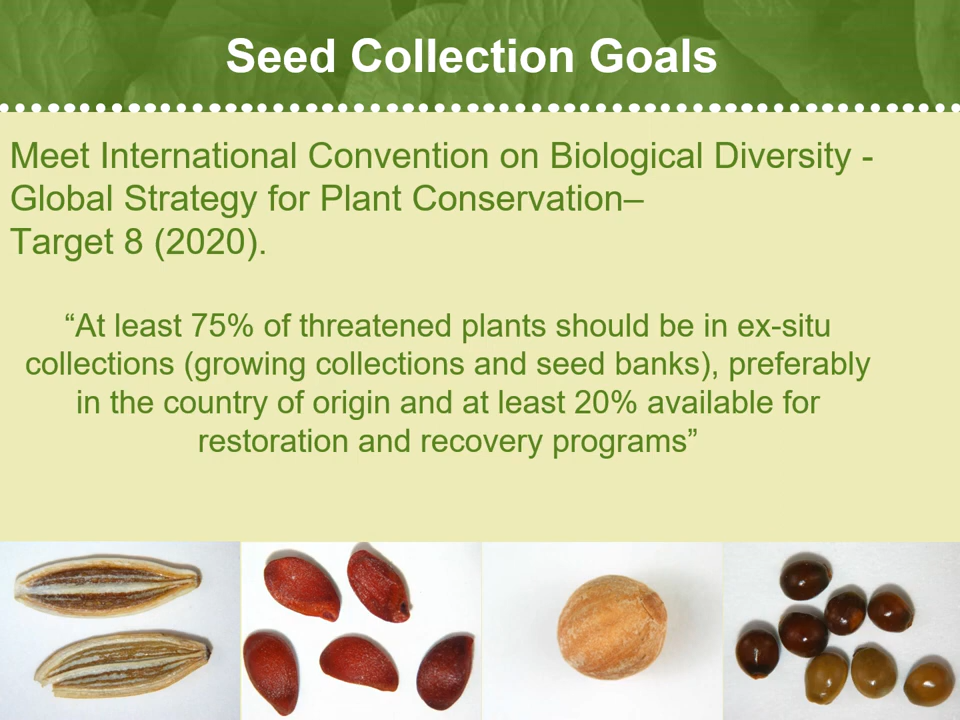 Seed Collection Goals
Meet International Convention on Biological Diversity -
Global Strategy for Plant Conservation–
Target 8 (2020).
“At least 75% of threatened plants should be in ex-situ
collections (growing collections and seed banks), preferably
in the country of origin and at least 20% available for
restoration and recovery programs”